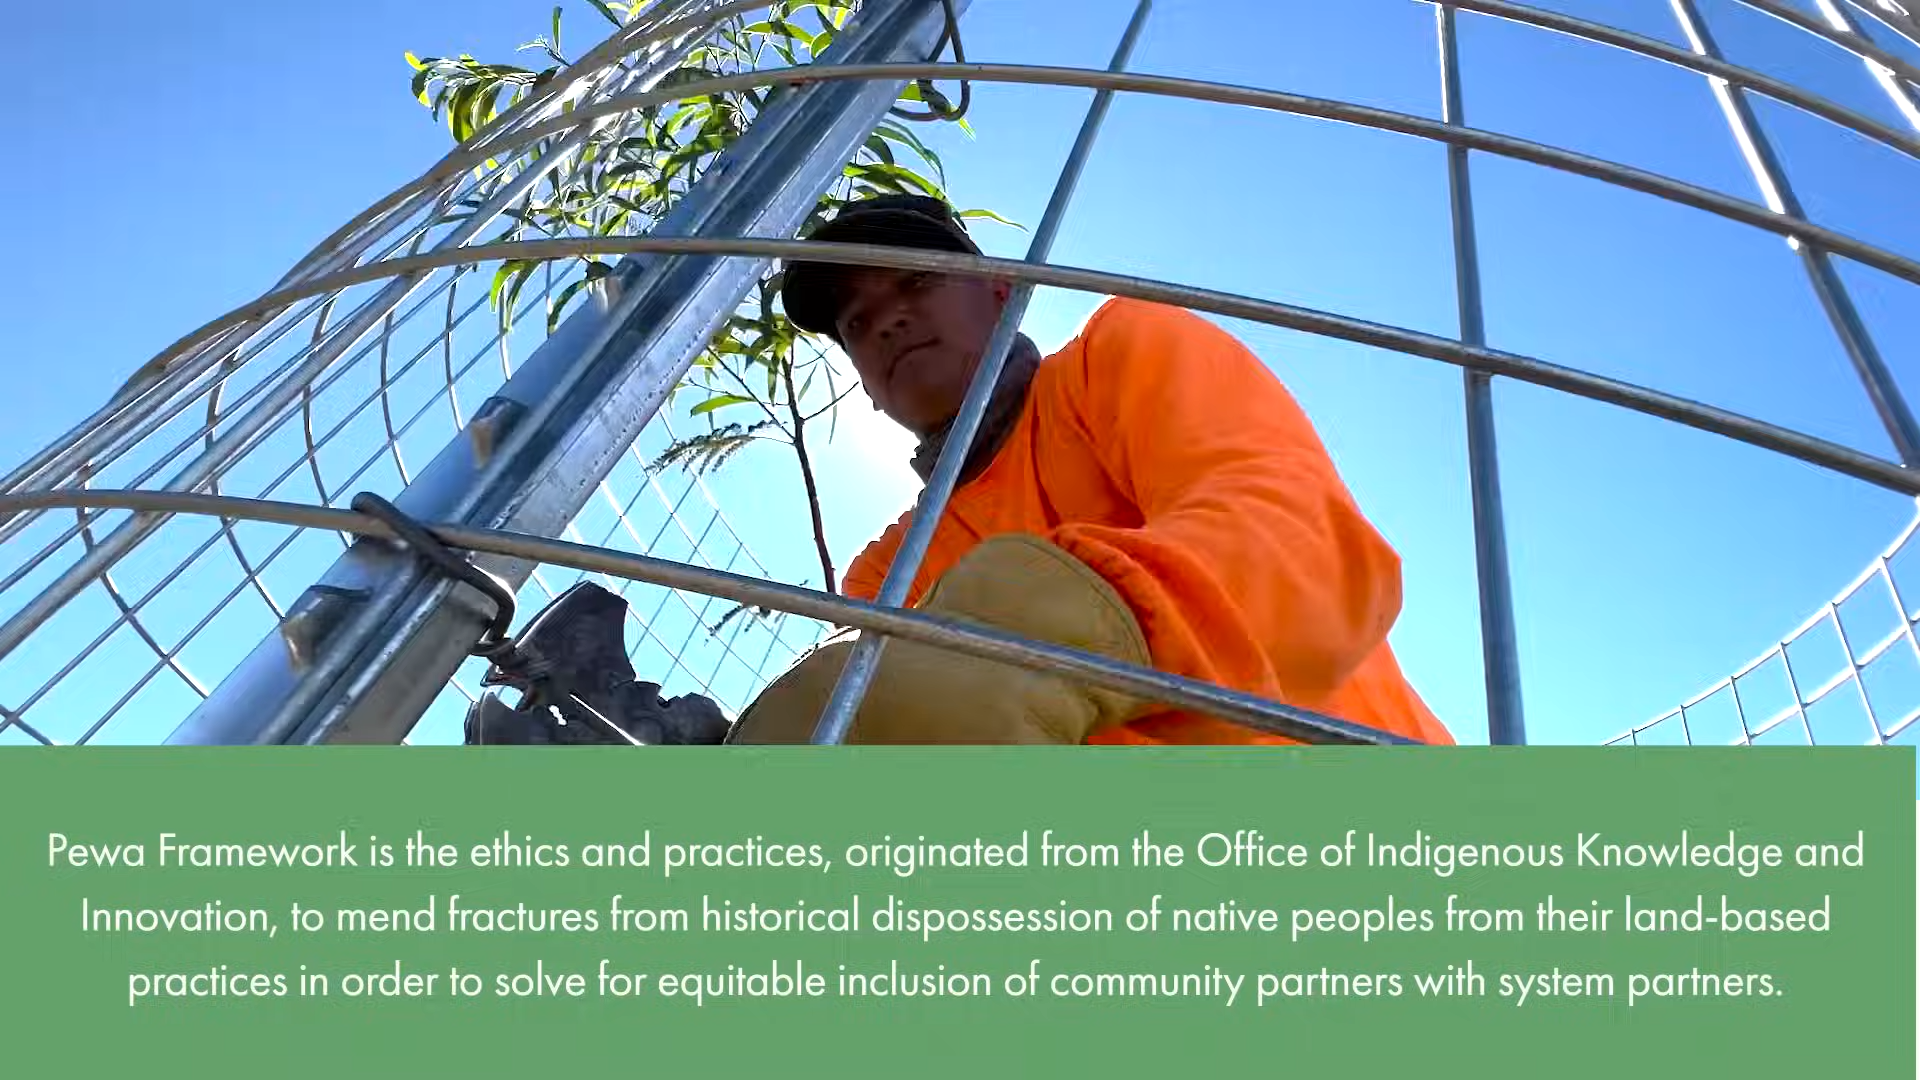 Pewa Framework is the ethics and practices, originated from the Office of Indigenous Knowledge and
Innovation, to mend fractures from historical dispossession of native peoples from their land-based
practices in order to solve for equitable inclusion of community partners with system partners.